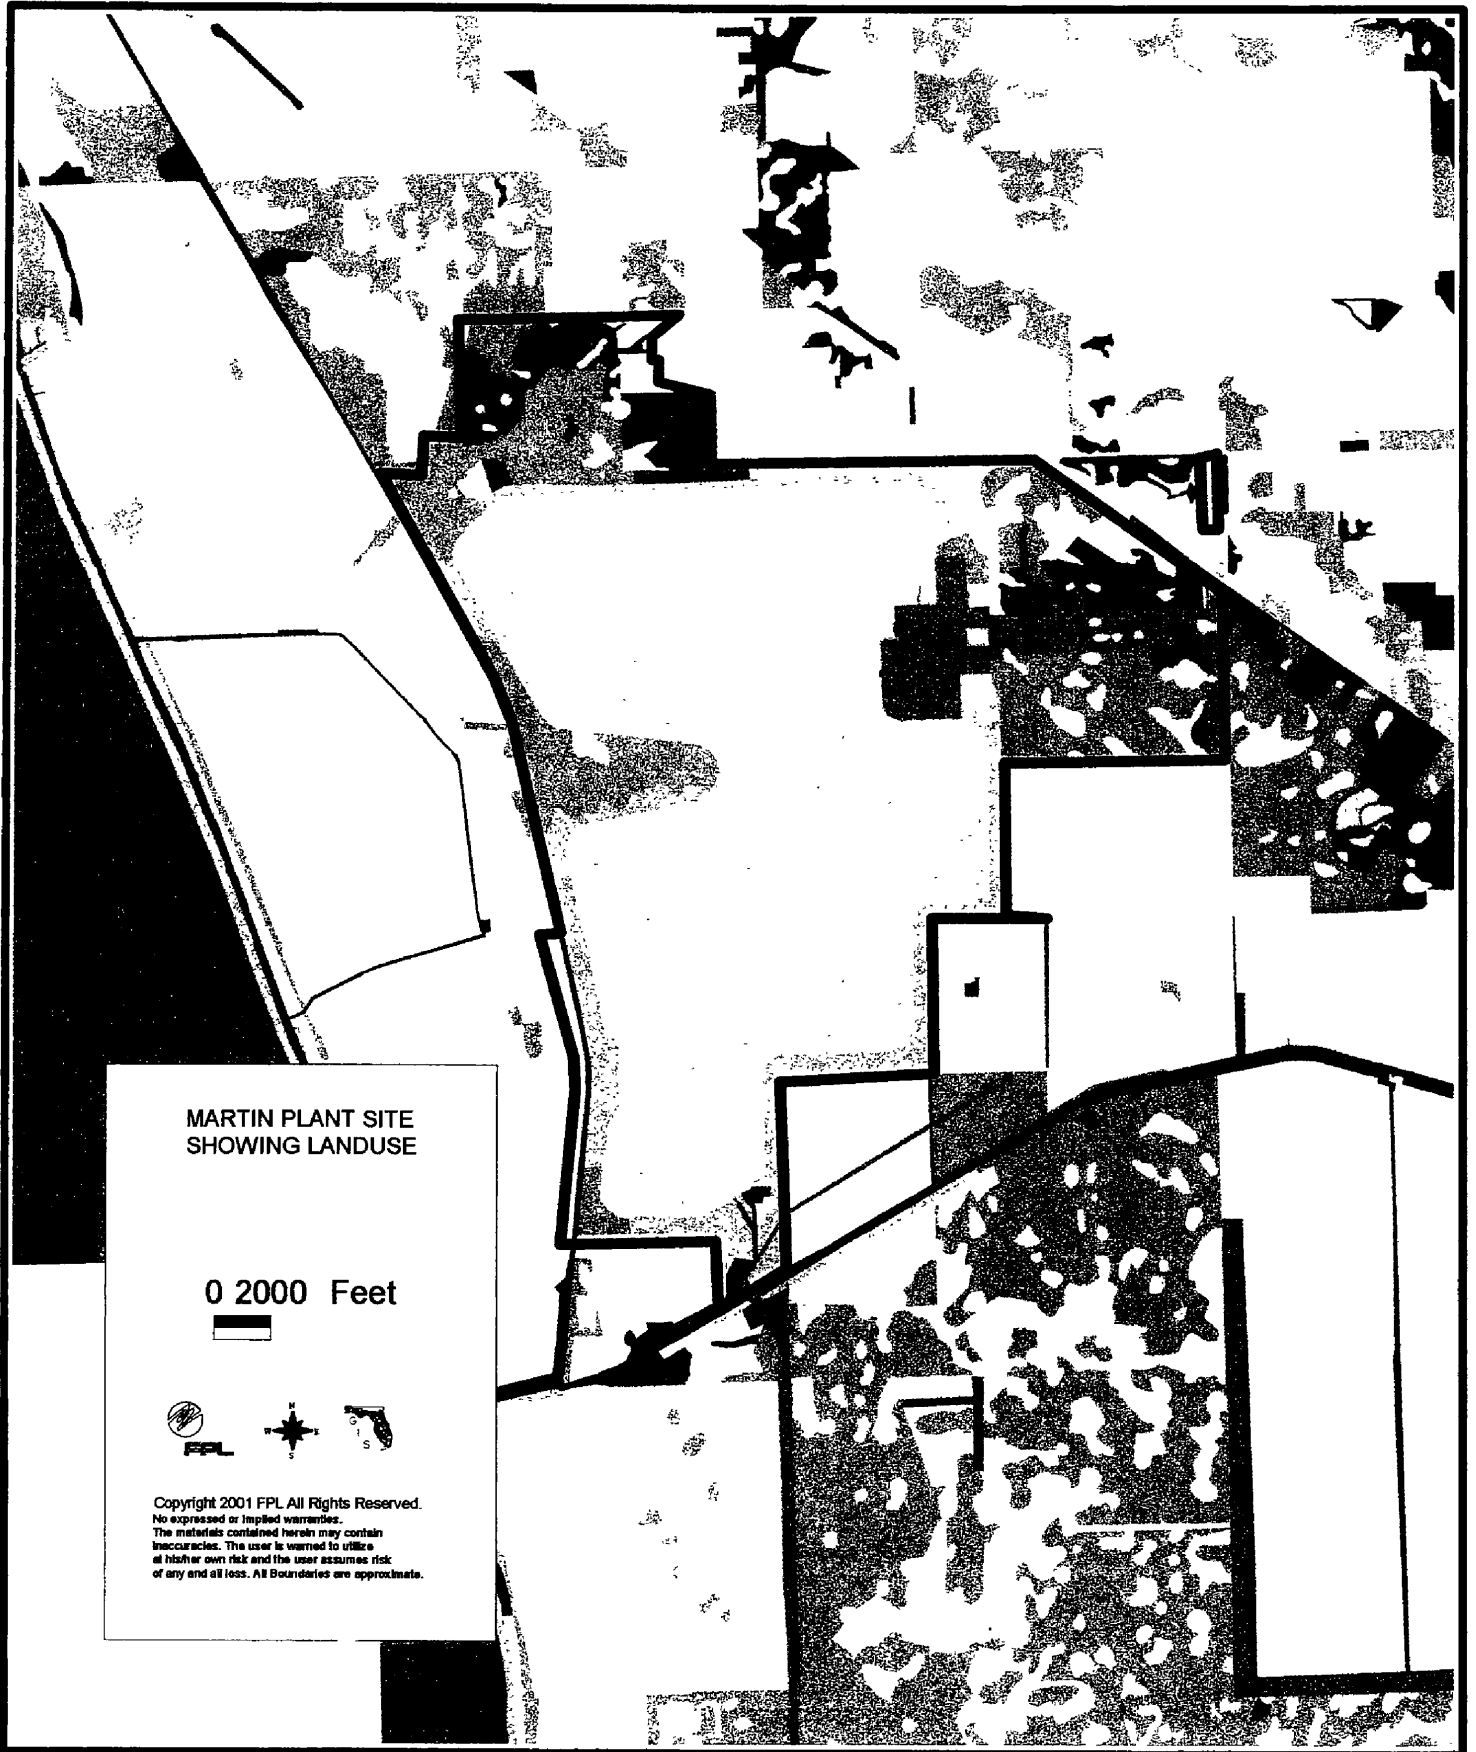 MARTIN PLANT SITE
SHOWING LANDUSE
0 2000 Feet
N
W E
S
G
I
S
FPL
Copyright 2001 FPL All Rights Reserved.
No expressed or implied warranties.
The materials contained herein may contain
inaccuracies. The user is warned to utilize
at his/her own risk and the user assumes risk
of any and all loss. All Boundaries are approximate.